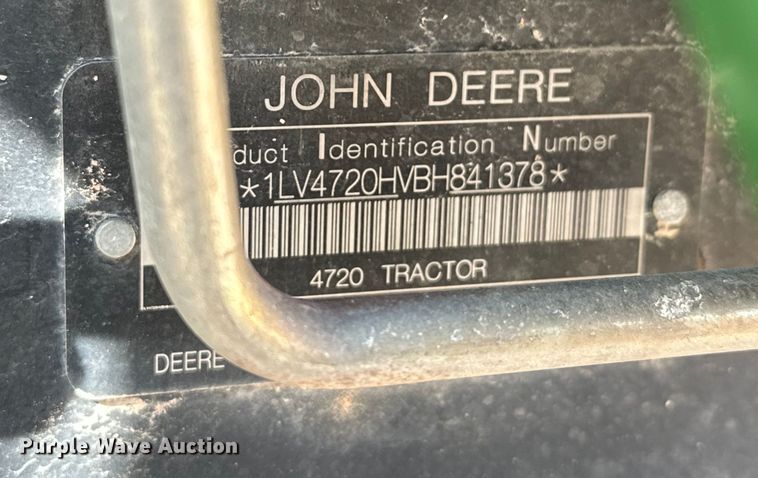 JOHN DEERE
duct Identification Number
*1LV4720HVBH841378*
4720 TRACTOR
DEERE
Purple Wave Auction